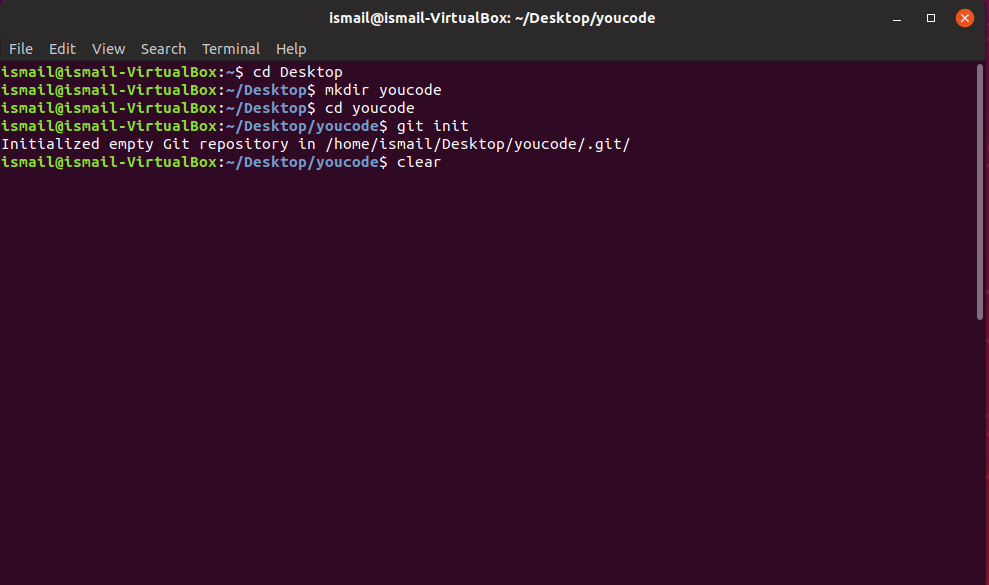 ismail@ismail-VirtualBox: ~/Desktop/youcode
File Edit View Search Terminal Help
ismail@ismail-VirtualBox:~$ cd Desktop
ismail@ismail-VirtualBox:~/Desktop$ mkdir youcode
ismail@ismail-VirtualBox:~/Desktop$ cd youcode
ismail@ismail-VirtualBox:~/Desktop/youcode$ git init
Initialized empty Git repository in /home/ismail/Desktop/youcode/.git/
ismail@ismail-VirtualBox:~/Desktop/youcode$ clear